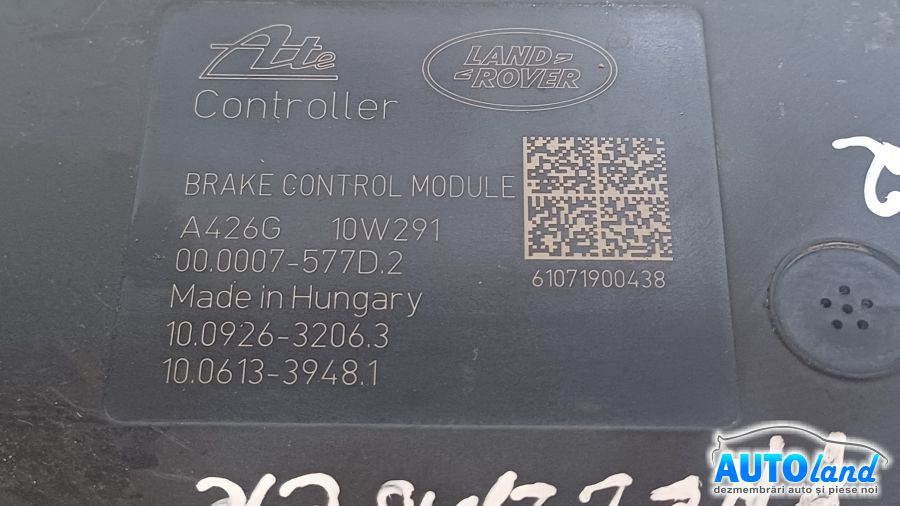 Ate
LAND ROVER
Controller
BRAKE CONTROL MODULE
A426G 10W291
00.0007-577D.2
Made in Hungary
10.0926-3206.3
10.0613-3948.1
61071900438
AUTOland
dezmembrări auto și piese noi